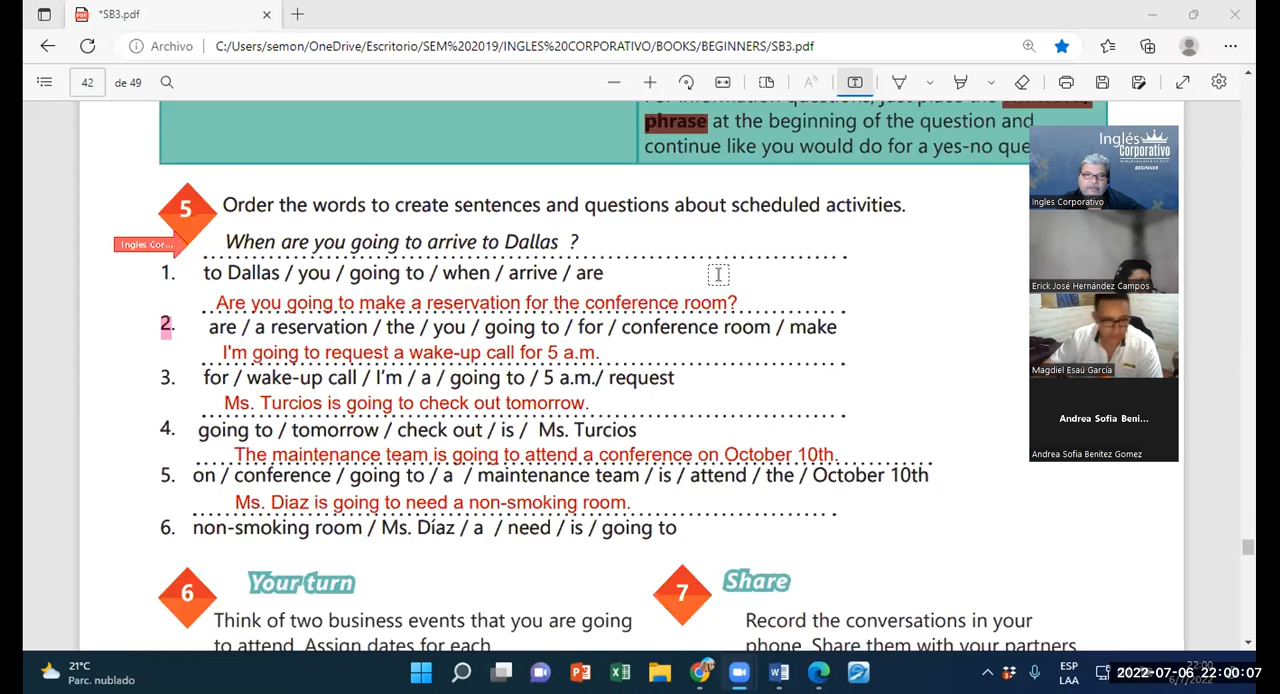 *SB3.pdf
Archivo
C:/Users/semon/OneDrive/Escritorio/SEM%202019/INGLES%20CORPORATIVO/BOOKS/BEGINNERS/SB3.pdf
42
de 49
phrase at the beginning of the question and
continue like you would do for a yes-no que
Inglés
Corporativo
BEGINNER
Ingles Corporativo
5
Order the words to create sentences and questions about scheduled activities.
Ingles Cor...
When are you going to arrive to Dallas ?
1. to Dallas / you / going to / when / arrive / are
Erick José Hernández Campos
Are you going to make a reservation for the conference room?
2. are / a reservation / the / you / going to / for / conference room / make
I'm going to request a wake-up call for 5 a.m.
3. for / wake-up call / I'm / a / going to / 5 a.m./ request
Magdiel Esaú García
Ms. Turcios is going to check out tomorrow.
4. going to / tomorrow / check out / is / Ms. Turcios
Andrea Sofia Beni...
Andrea Sofia Benitez Gomez
The maintenance team is going to attend a conference on October 10th.
5. on / conference / going to / a / maintenance team / is / attend / the / October 10th
Ms. Diaz is going to need a non-smoking room.
6. non-smoking room / Ms. Díaz / a / need / is / going to
6
Your turn
7
Share
Think of two business events that you are going
to attend. Assign dates for each
Record the conversations in your
phone. Share them with your partners
21°C
Parc. nublado
ESP
LAA
2022-07-06 22:00:07